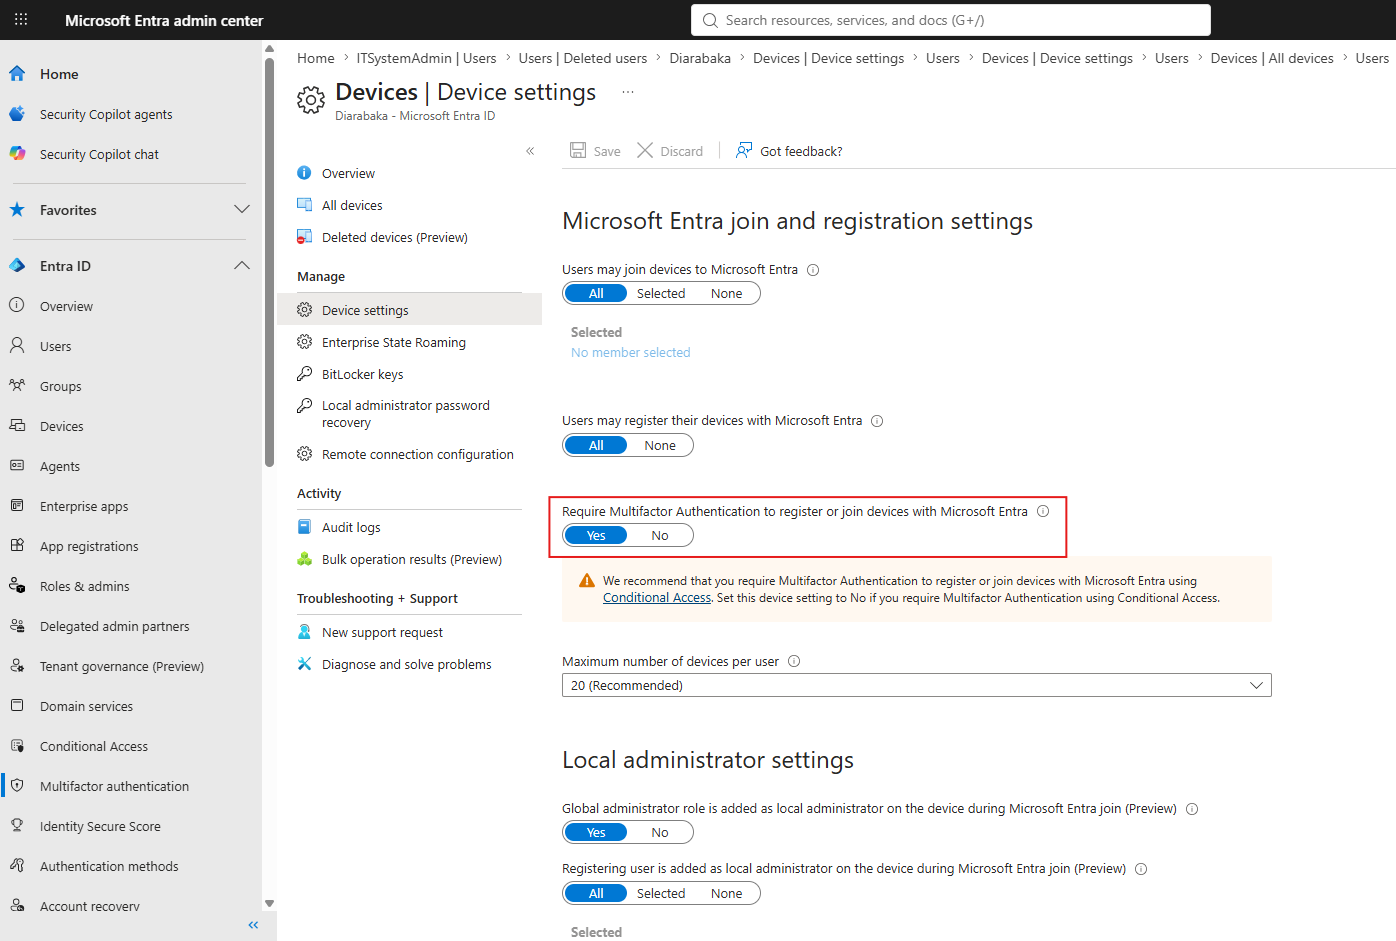 Microsoft Entra admin center
Search resources, services, and docs (G+/)
Home
Security Copilot agents
Security Copilot chat
Favorites
Entra ID
Overview
Users
Groups
Devices
Agents
Enterprise apps
App registrations
Roles & admins
Delegated admin partners
Tenant governance (Preview)
Domain services
Conditional Access
Multifactor authentication
Identity Secure Score
Authentication methods
Account recovery
Home > ITSystemAdmin | Users > Users | Deleted users > Diarabaka > Devices | Device settings > Users > Devices | Device settings > Users > Devices | All devices > Users
Devices | Device settings ...
Diarabaka - Microsoft Entra ID
Overview
All devices
Deleted devices (Preview)
Manage
Device settings
Enterprise State Roaming
BitLocker keys
Local administrator password
recovery
Remote connection configuration
Activity
Audit logs
Bulk operation results (Preview)
Troubleshooting + Support
New support request
Diagnose and solve problems
Save Discard Got feedback?
Microsoft Entra join and registration settings
Users may join devices to Microsoft Entra
All Selected None
Selected
No member selected
Users may register their devices with Microsoft Entra
All None
Require Multifactor Authentication to register or join devices with Microsoft Entra
Yes No
We recommend that you require Multifactor Authentication to register or join devices with Microsoft Entra using
Conditional Access. Set this device setting to No if you require Multifactor Authentication using Conditional Access.
Maximum number of devices per user
20 (Recommended)
Local administrator settings
Global administrator role is added as local administrator on the device during Microsoft Entra join (Preview)
Yes No
Registering user is added as local administrator on the device during Microsoft Entra join (Preview)
All Selected None
Selected